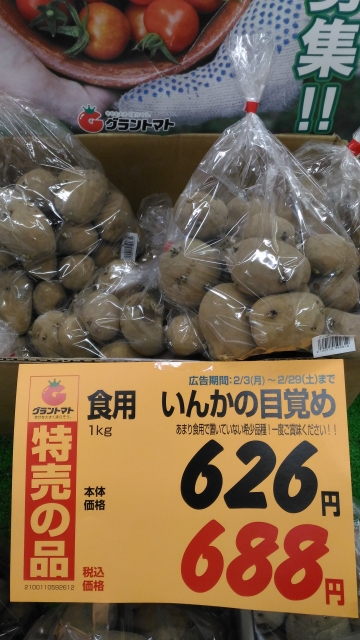 募集!!
グラントマト
広告期間:2/3(月)～2/29(土)まで
グラントマト
食用 いんかの目覚め
1kg
あまり食用で置いていない希少品種!一度ご賞味ください!!
特売の品
本体価格
626円
税込価格
688円
2100110592612